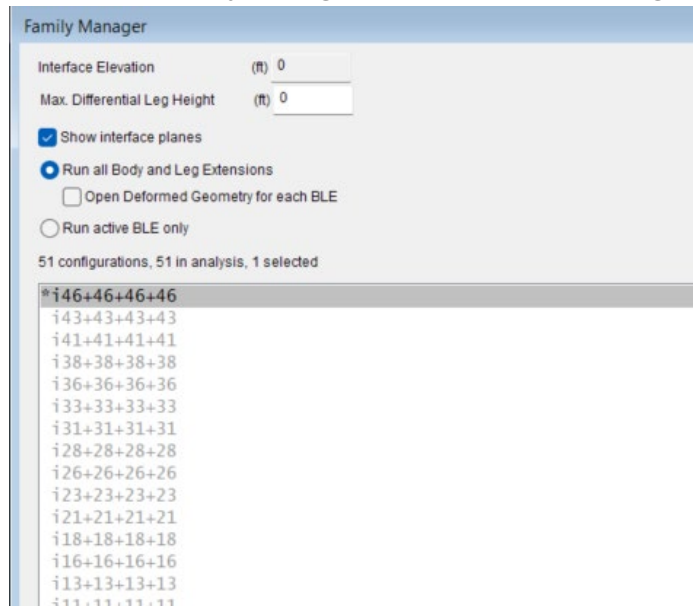 Family Manager
Interface Elevation (ft) 0
Max. Differential Leg Height (ft) 0
Show interface planes
Run all Body and Leg Extensions
Open Deformed Geometry for each BLE
Run active BLE only
51 configurations, 51 in analysis, 1 selected
*i46+46+46+46
i43+43+43+43
i41+41+41+41
i38+38+38+38
i36+36+36+36
i33+33+33+33
i31+31+31+31
i28+28+28+28
i26+26+26+26
i23+23+23+23
i21+21+21+21
i18+18+18+18
i16+16+16+16
i13+13+13+13
i11+11+11+11